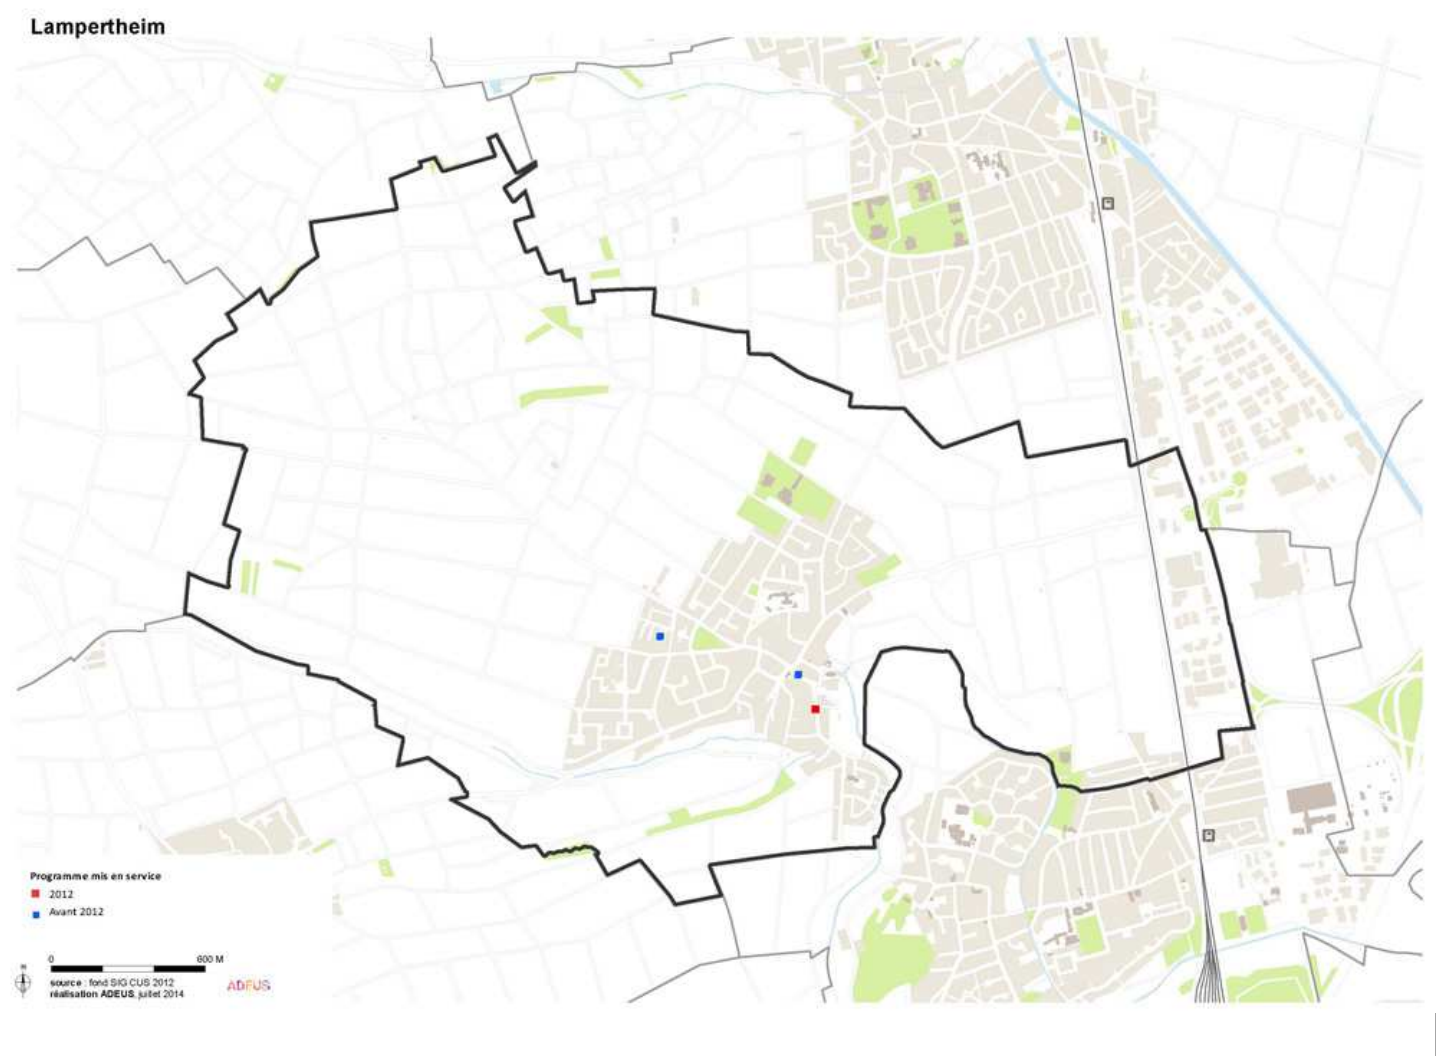 Lampertheim
Programme mis en service
2012
Avant 2012
0 600 M
N
source : fond SIG CUS 2012
réalisation ADEUS, juillet 2014
ADEUS